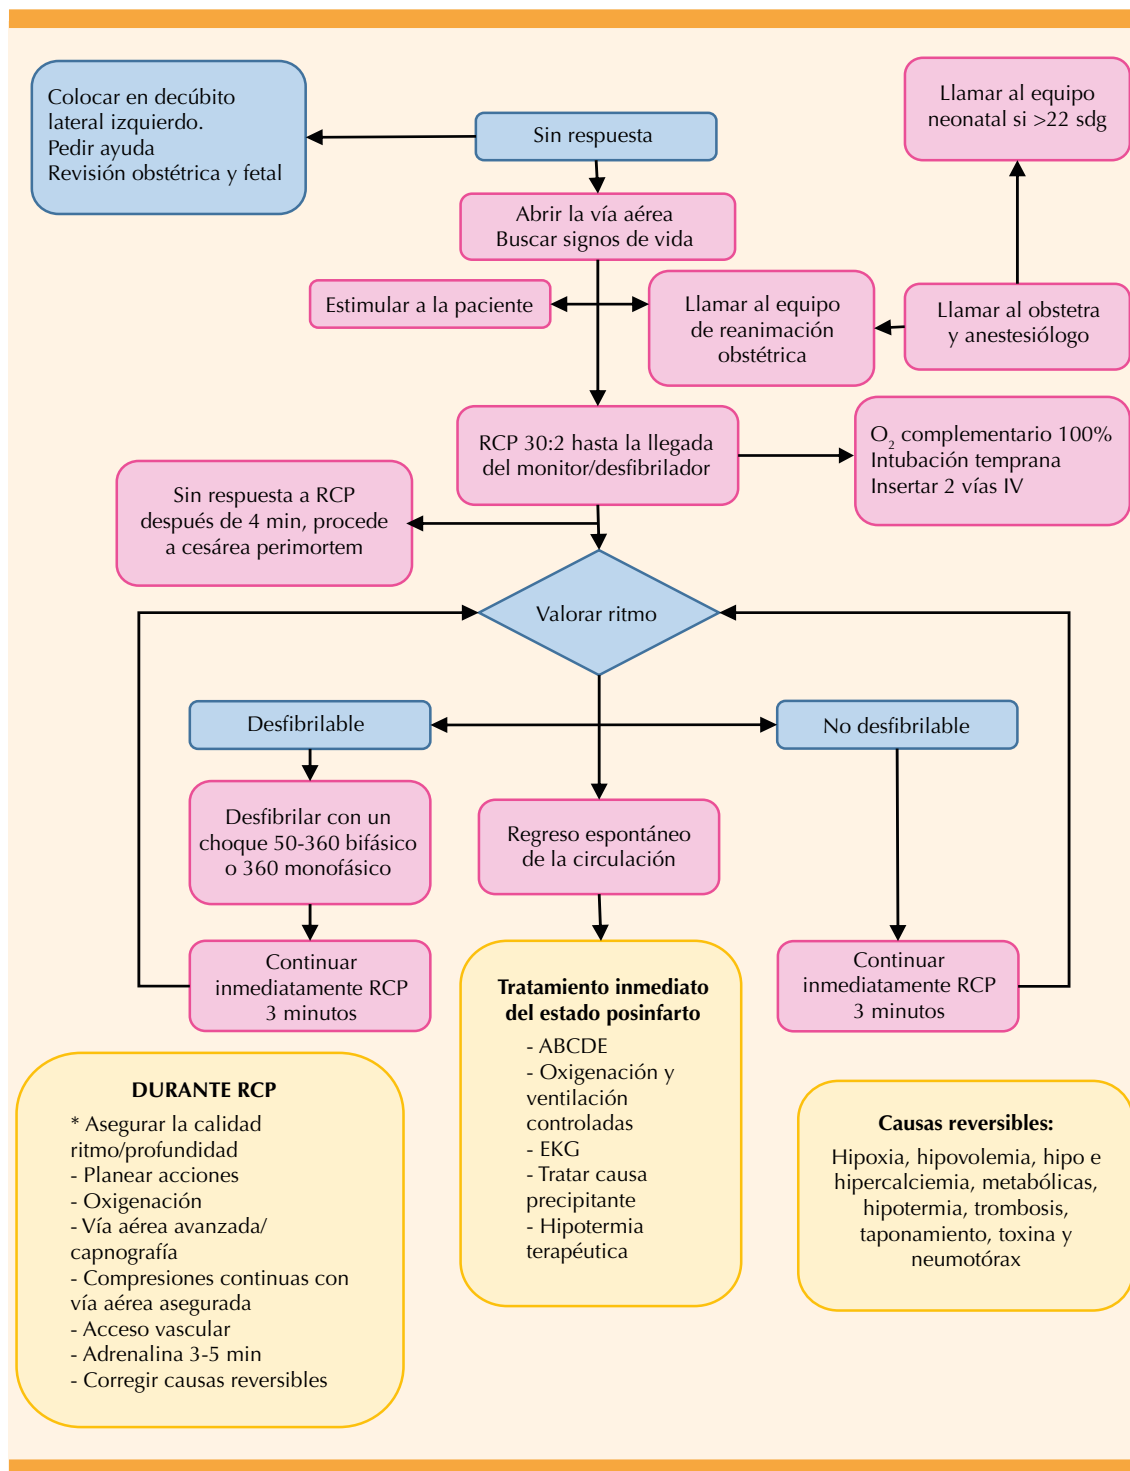 Colocar en decúbito
lateral izquierdo.
Pedir ayuda
Revisión obstétrica y fetal
Sin respuesta
Llamar al equipo
neonatal si >22 sdg
Abrir la vía aérea
Buscar signos de vida
Estimular a la paciente
Llamar al equipo
de reanimación
obstétrica
Llamar al obstetra
y anestesiólogo
RCP 30:2 hasta la llegada
del monitor/desfibrilador
O₂ complementario 100%
Intubación temprana
Insertar 2 vías IV
Sin respuesta a RCP
después de 4 min, procede
a cesárea perimortem
Valorar ritmo
Desfibrilable
No desfibrilable
Desfibrilar con un
choque 50-360 bifásico
o 360 monofásico
Regreso espontáneo
de la circulación
Continuar
inmediatamente RCP
3 minutos
Tratamiento inmediato
del estado posinfarto
- ABCDE
- Oxigenación y
ventilación
controladas
- EKG
- Tratar causa
precipitante
- Hipotermia
terapéutica
Continuar
inmediatamente RCP
3 minutos
DURANTE RCP
* Asegurar la calidad
ritmo/profundidad
- Planear acciones
- Oxigenación
- Vía aérea avanzada/
capnografía
- Compresiones continuas con
vía aérea asegurada
- Acceso vascular
- Adrenalina 3-5 min
- Corregir causas reversibles
Causas reversibles:
Hipoxia, hipovolemia, hipo e
hipercalciemia, metabólicas,
hipotermia, trombosis,
taponamiento, toxina y
neumotórax